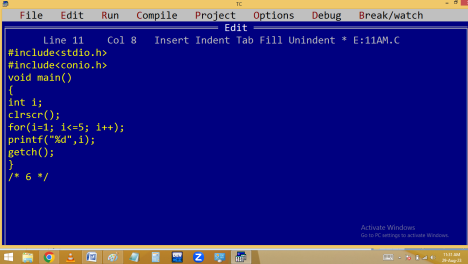 TC
File Edit Run Compile Project Options Debug Break/watch
Edit
Line 11 Col 8 Insert Indent Tab Fill Unindent * E:11AM.C
#include<stdio.h>
#include<conio.h>
void main()
{
int i;
clrscr();
for(i=1; i<=5; i++);
printf("%d",i);
getch();
}
/* 6 */
Activate Windows
Go to PC settings to activate Windows.